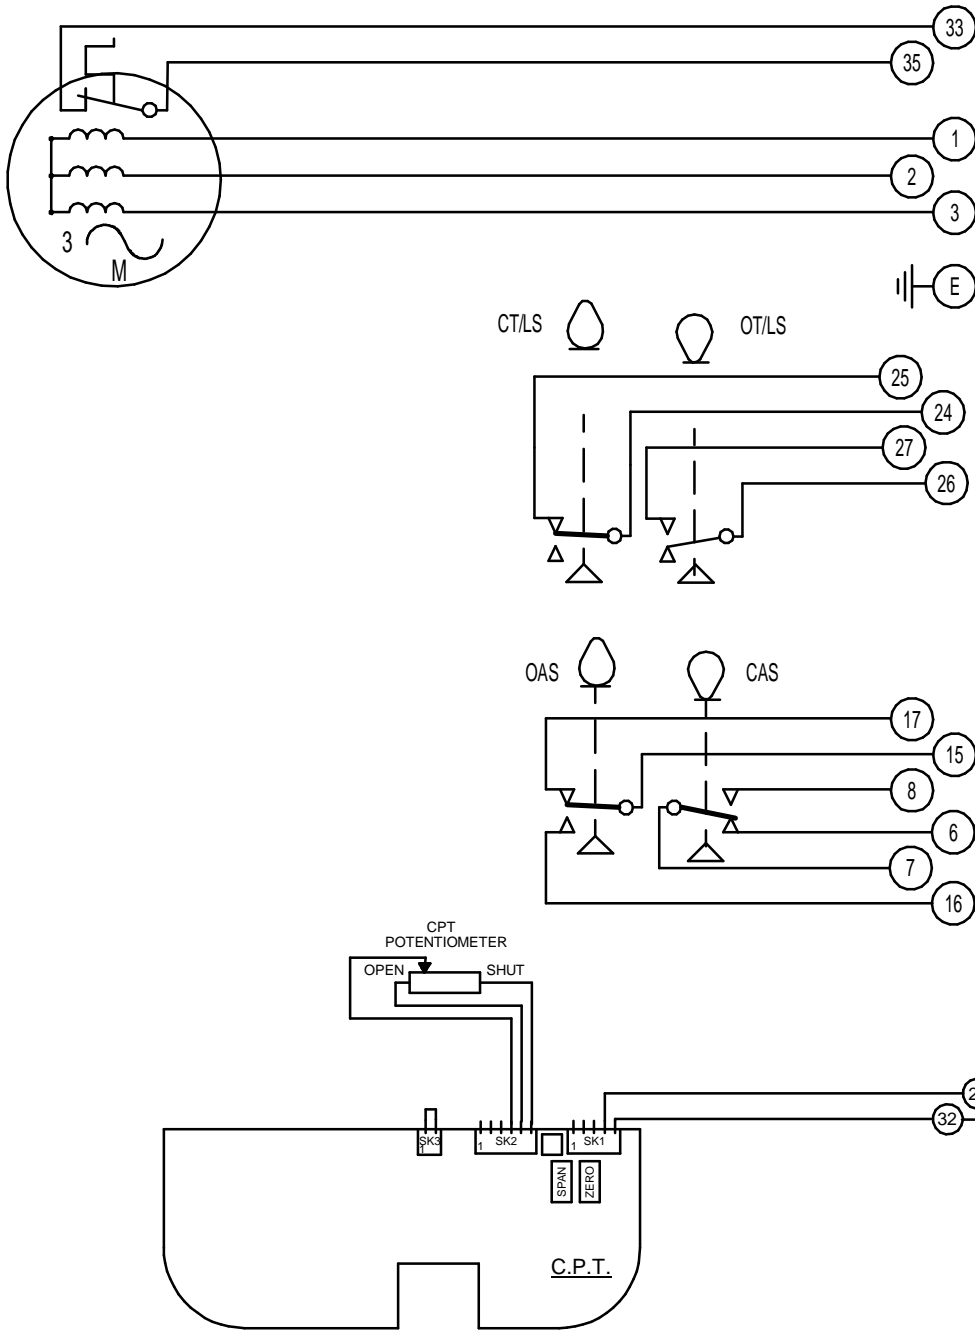 33
35
1
2
3
3
M
E
CT/LS
OT/LS
25
24
27
26
OAS
CAS
17
15
8
6
7
16
CPT
POTENTIOMETER
OPEN
SHUT
32
SK3
1
SK2
1
SK1
1
SPAN
ZERO
C.P.T.